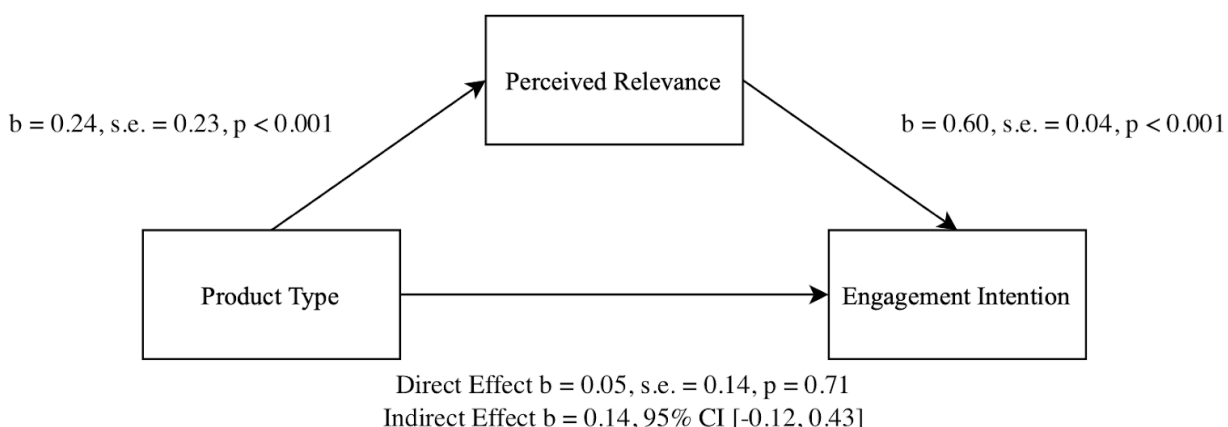 Perceived Relevance
b = 0.24, s.e. = 0.23, p < 0.001
b = 0.60, s.e. = 0.04, p < 0.001
Product Type
Engagement Intention
Direct Effect b = 0.05, s.e. = 0.14, p = 0.71
Indirect Effect b = 0.14, 95% CI [-0.12, 0.43]